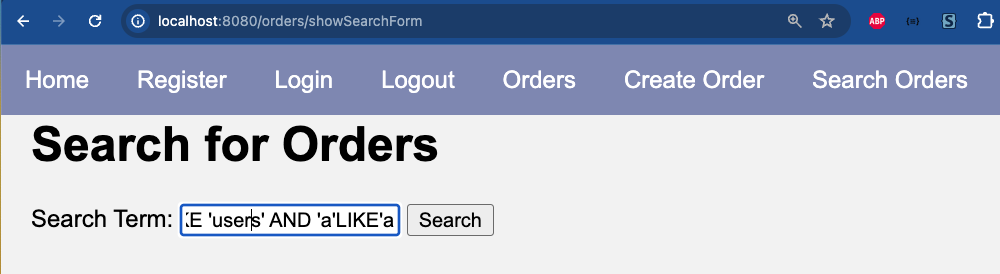 localhost:8080/orders/showSearchForm
ABP
S
Home Register Login Logout Orders Create Order Search Orders
Search for Orders
Search Term: KE 'users' AND 'a'LIKE'a Search